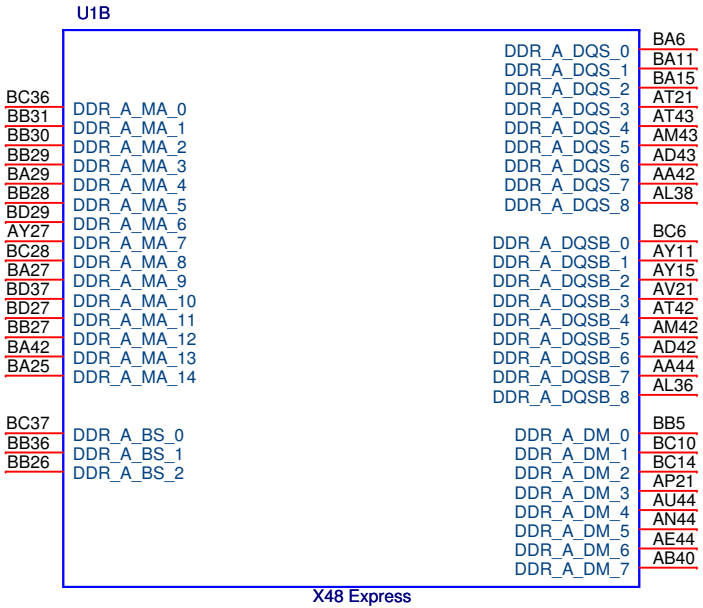 U1B
BC36 DDR_A_MA_0
BB31 DDR_A_MA_1
BB30 DDR_A_MA_2
BB29 DDR_A_MA_3
BA29 DDR_A_MA_4
BB28 DDR_A_MA_5
BD29 DDR_A_MA_6
AY27 DDR_A_MA_7
BC28 DDR_A_MA_8
BA27 DDR_A_MA_9
BD37 DDR_A_MA_10
BD27 DDR_A_MA_11
BB27 DDR_A_MA_12
BA42 DDR_A_MA_13
BA25 DDR_A_MA_14
BC37 DDR_A_BS_0
BB36 DDR_A_BS_1
BB26 DDR_A_BS_2
DDR_A_DQS_0 BA6
DDR_A_DQS_1 BA11
DDR_A_DQS_2 BA15
DDR_A_DQS_3 AT21
DDR_A_DQS_4 AT43
DDR_A_DQS_5 AM43
DDR_A_DQS_6 AD43
DDR_A_DQS_7 AA42
DDR_A_DQS_8 AL38
DDR_A_DQSB_0 BC6
DDR_A_DQSB_1 AY11
DDR_A_DQSB_2 AY15
DDR_A_DQSB_3 AV21
DDR_A_DQSB_4 AT42
DDR_A_DQSB_5 AM42
DDR_A_DQSB_6 AD42
DDR_A_DQSB_7 AA44
DDR_A_DQSB_8 AL36
DDR_A_DM_0 BB5
DDR_A_DM_1 BC10
DDR_A_DM_2 BC14
DDR_A_DM_3 AP21
DDR_A_DM_4 AU44
DDR_A_DM_5 AN44
DDR_A_DM_6 AE44
DDR_A_DM_7 AB40
X48 Express